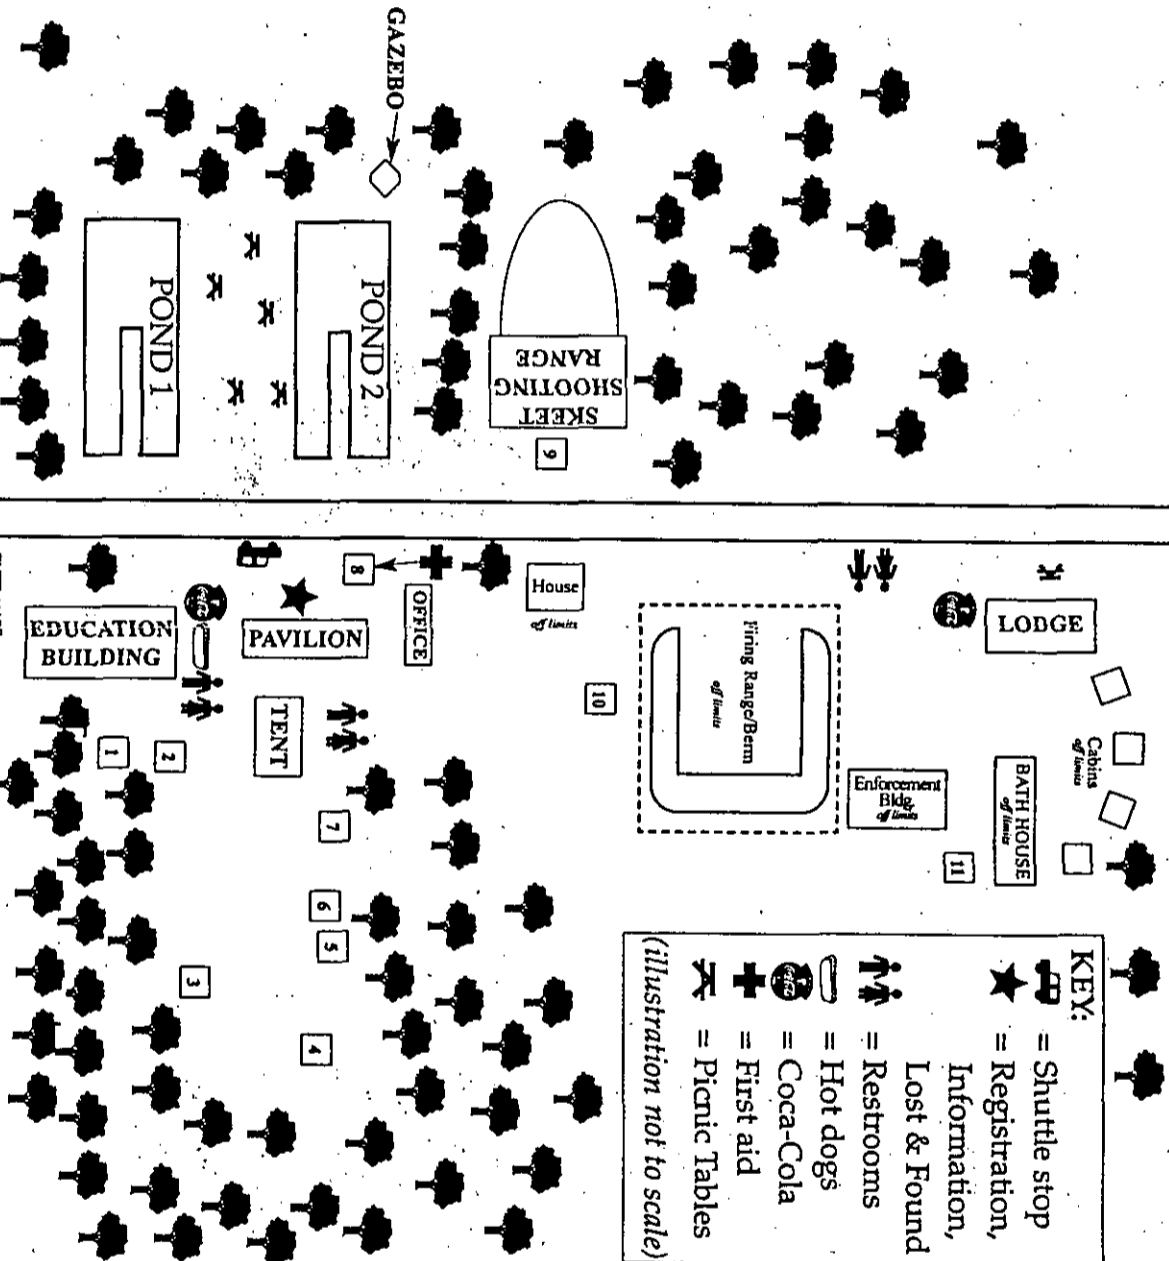 GAZEBO
POND 1
POND 2
SKEET
SHOOTING
RANGE
9
8
OFFICE
House
off limits
EDUCATION
BUILDING
PAVILION
TENT
LODGE
Firing Range/Berm
off limits
10
Enforcement
Bldg.
off limits
BATH HOUSE
off limits
Cabins
off limits
11
1
2
3
4
5
6
7
KEY:
= Shuttle stop
= Registration,
Information,
Lost & Found
= Restrooms
= Hot dogs
= Coca-Cola
= First aid
= Picnic Tables
(illustration not to scale)